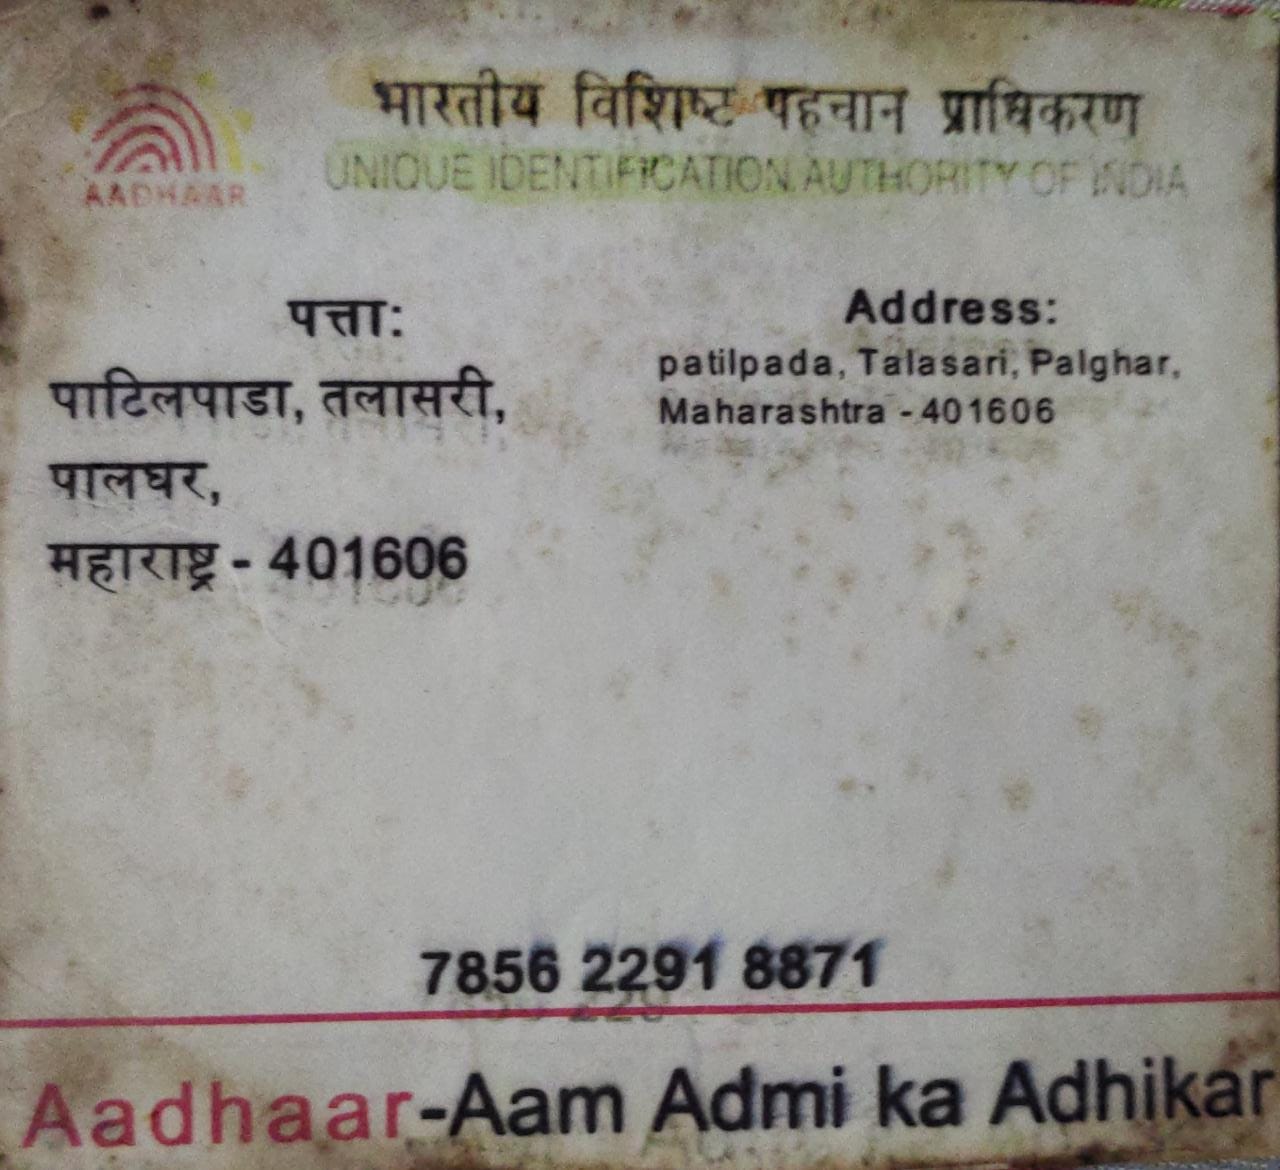 भारतीय विशिष्ट पहचान प्राधिकरण
UNIQUE IDENTIFICATION AUTHORITY OF INDIA
AADHAAR
पत्ता:
पाटिलपाडा, तलासरी,
पालघर,
महाराष्ट्र - 401606
Address:
patilpada, Talasari, Palghar,
Maharashtra - 401606
7856 2291 8871
Aadhaar-Aam Admi ka Adhikar